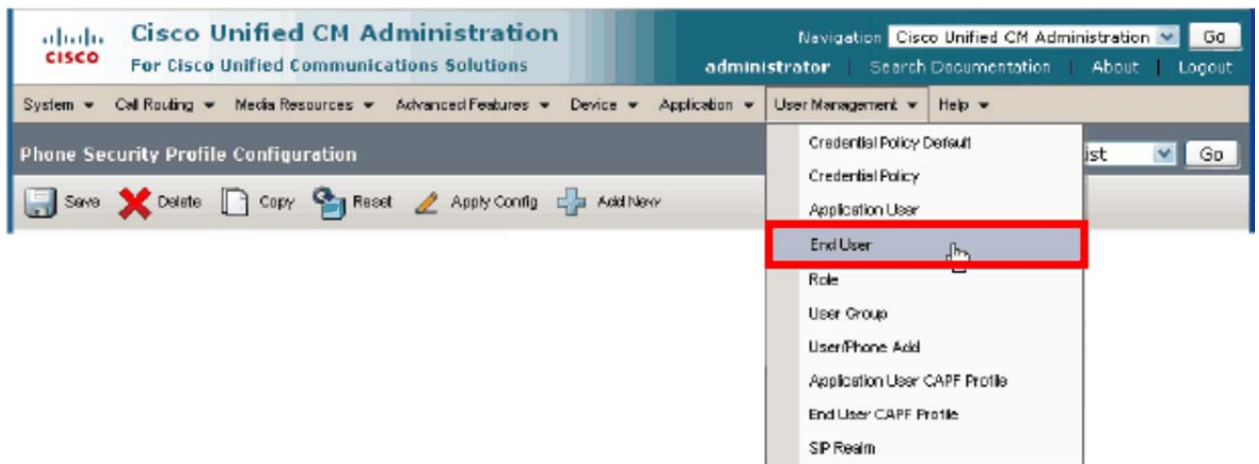 Cisco Unified CM Administration
CISCO
For Cisco Unified Communications Solutions
Navigation Cisco Unified CM Administration Go
administrator | Search Documentation | About | Logout
System Call Routing Media Resources Advanced Features Device Application User Management Help
Phone Security Profile Configuration
ist Go
Save Delete Copy Reset Apply Config Add New
Credential Policy Default
Credential Policy
Application User
End User
Role
User Group
User/Phone Add
Application User CAPF Profile
End User CAPF Profile
SIP Realm